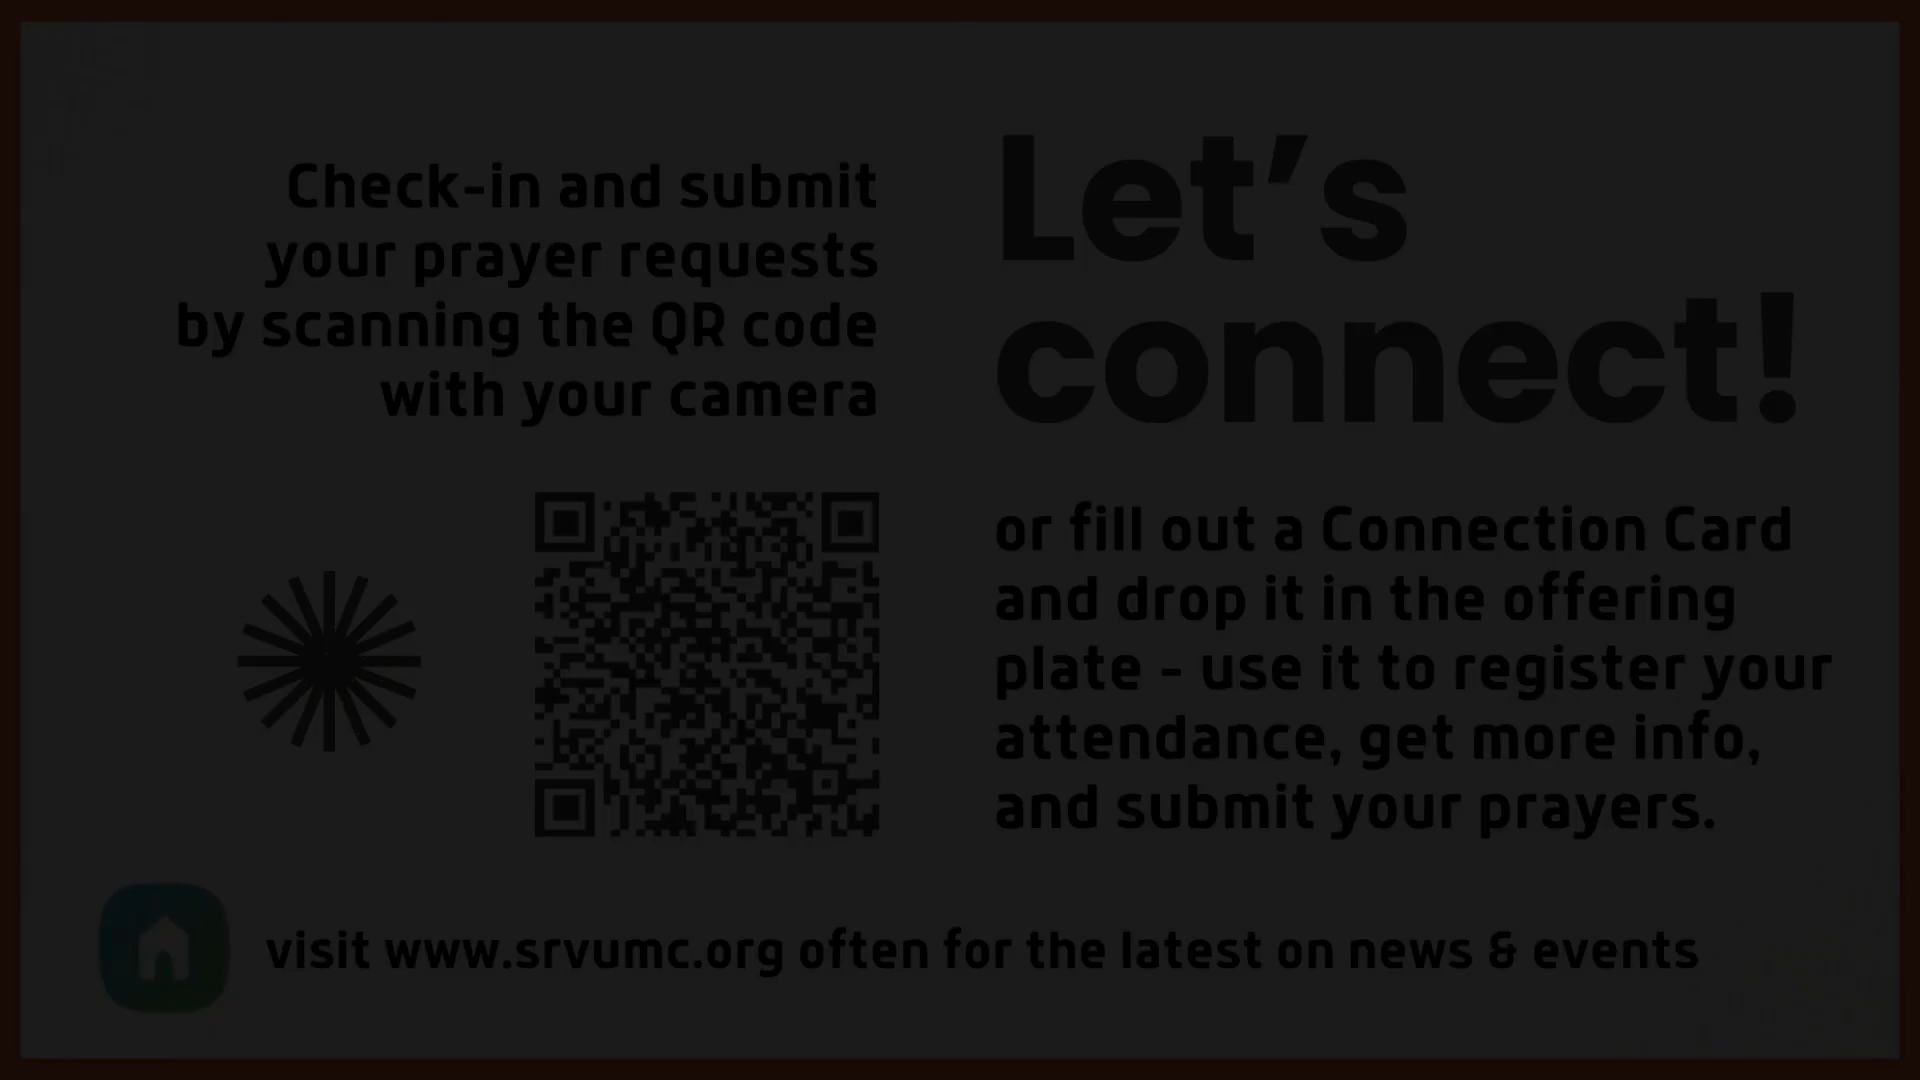 Check-in and submit
your prayer requests
by scanning the QR code
with your camera
Let’s
connect!
or fill out a Connection Card
and drop it in the offering
plate - use it to register your
attendance, get more info,
and submit your prayers.
visit www.srvumc.org often for the latest on news & events